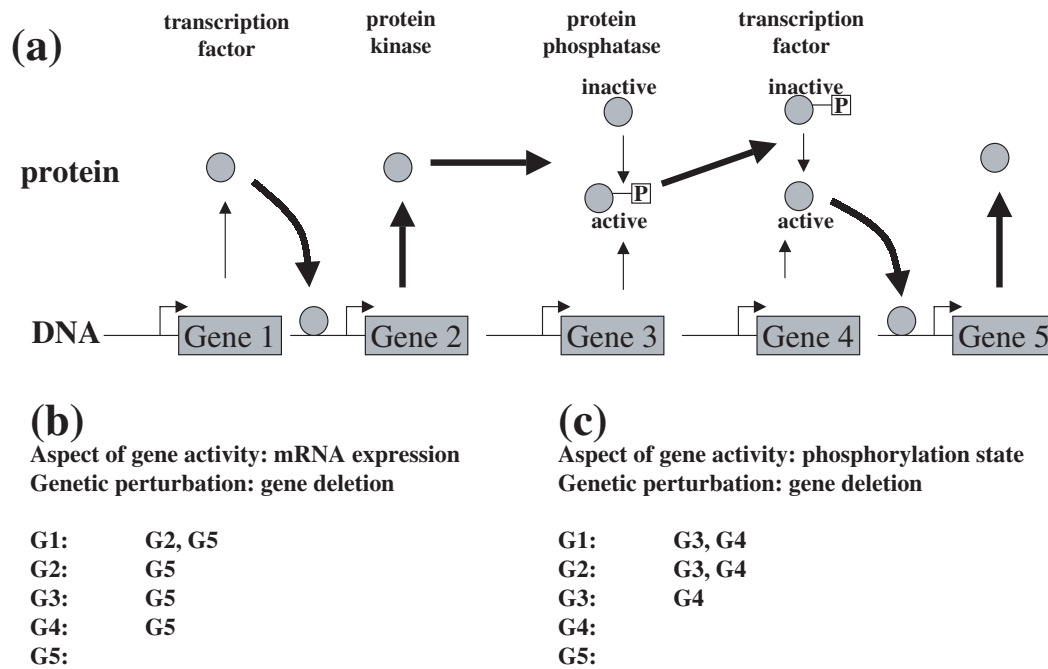 (a)
transcription
factor
protein
kinase
protein
phosphatase
transcription
factor
inactive
inactive
P
protein
P
active
active
DNA
Gene 1
Gene 2
Gene 3
Gene 4
Gene 5
(b)
Aspect of gene activity: mRNA expression
Genetic perturbation: gene deletion
G1: G2, G5
G2: G5
G3: G5
G4: G5
G5:
(c)
Aspect of gene activity: phosphorylation state
Genetic perturbation: gene deletion
G1: G3, G4
G2: G3, G4
G3: G4
G4:
G5: